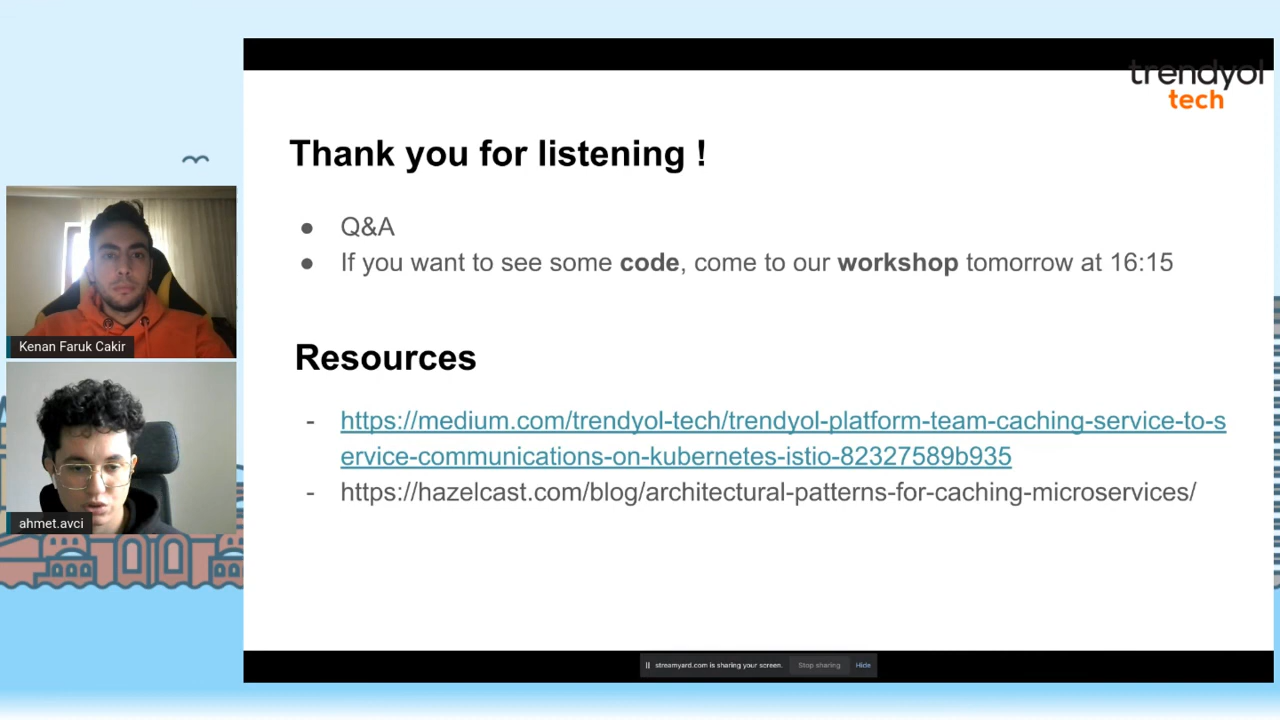 trendyol
tech
Thank you for listening !
● Q&A
● If you want to see some code, come to our workshop tomorrow at 16:15
Kenan Faruk Cakir
Resources
- https://medium.com/trendyol-tech/trendyol-platform-team-caching-service-to-s
ervice-communications-on-kubernetes-istio-82327589b935
- https://hazelcast.com/blog/architectural-patterns-for-caching-microservices/
ahmet.avci
streamyard.com is sharing your screen. Stop sharing Hide